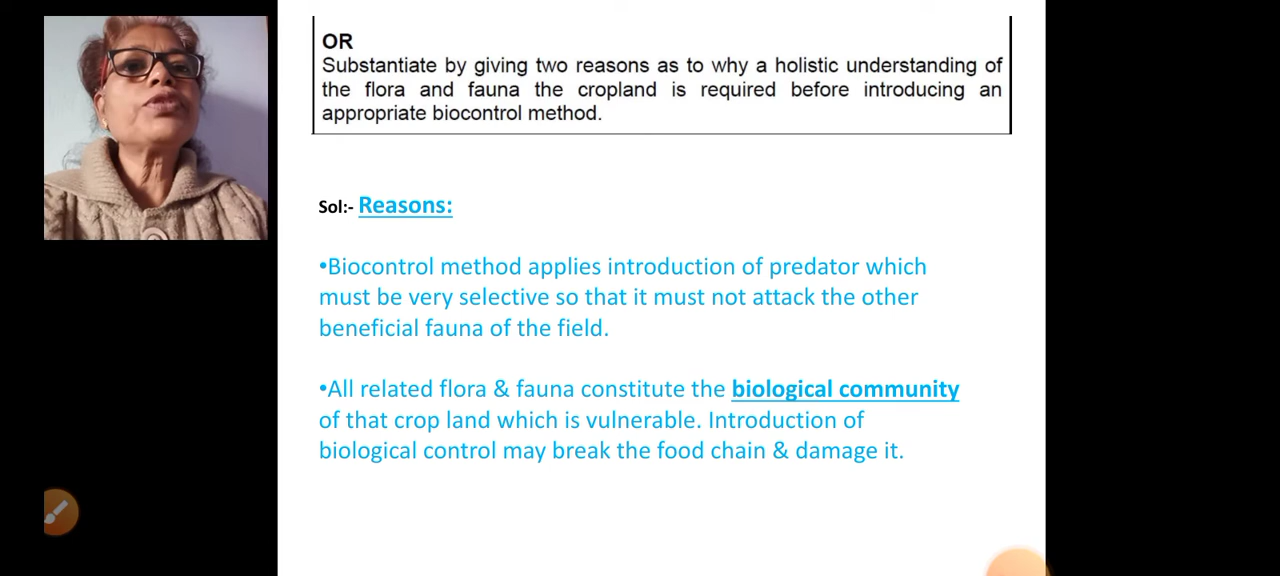 OR
Substantiate by giving two reasons as to why a holistic understanding of
the flora and fauna the cropland is required before introducing an
appropriate biocontrol method.
Sol:- Reasons:
•Biocontrol method applies introduction of predator which
must be very selective so that it must not attack the other
beneficial fauna of the field.
•All related flora & fauna constitute the biological community
of that crop land which is vulnerable. Introduction of
biological control may break the food chain & damage it.